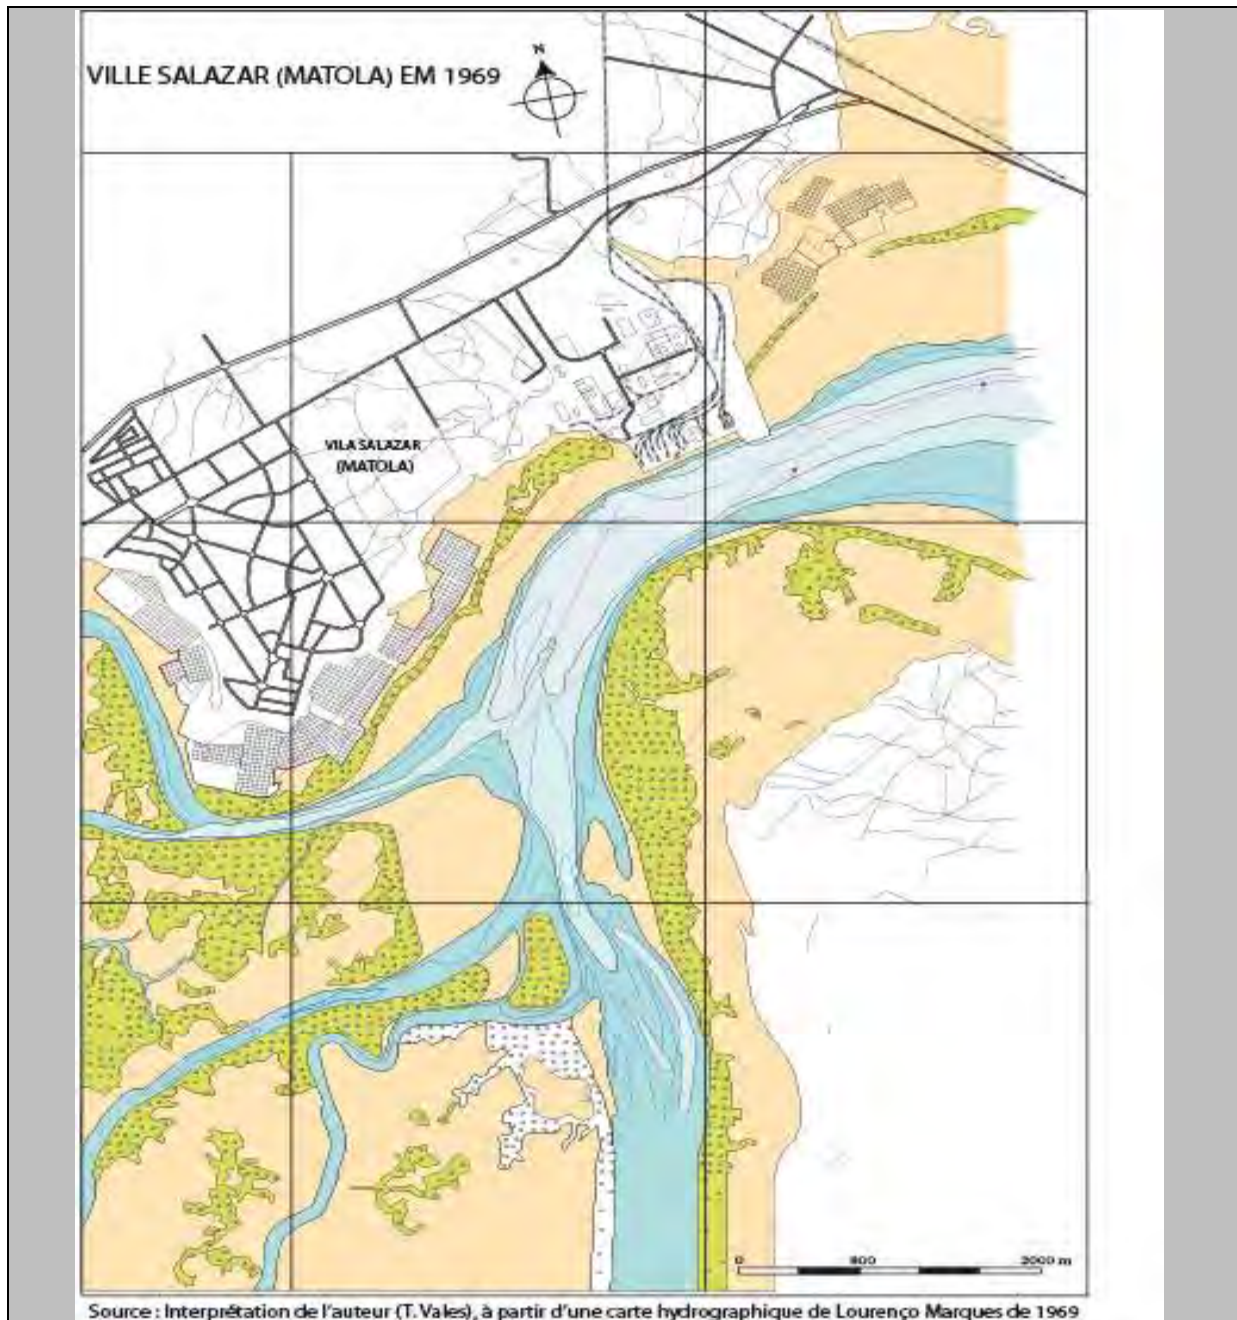 VILLE SALAZAR (MATOLA) EM 1969
N
VILA SALAZAR
(MATOLA)
0 800 2000 m
Source : Interprétation de l'auteur (T. Vales), à partir d'une carte hydrographique de Lourenço Marques de 1969